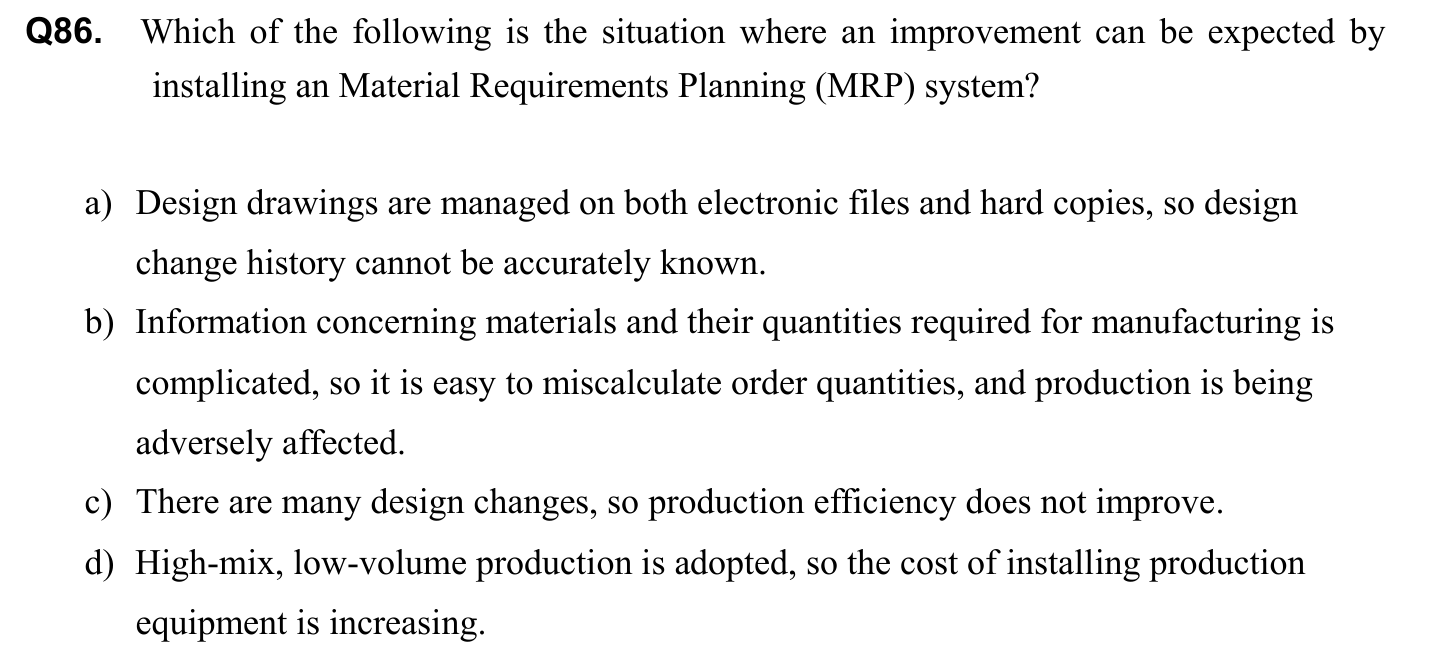 Q86. Which of the following is the situation where an improvement can be expected by
installing an Material Requirements Planning (MRP) system?
a) Design drawings are managed on both electronic files and hard copies, so design
change history cannot be accurately known.
b) Information concerning materials and their quantities required for manufacturing is
complicated, so it is easy to miscalculate order quantities, and production is being
adversely affected.
c) There are many design changes, so production efficiency does not improve.
d) High-mix, low-volume production is adopted, so the cost of installing production
equipment is increasing.